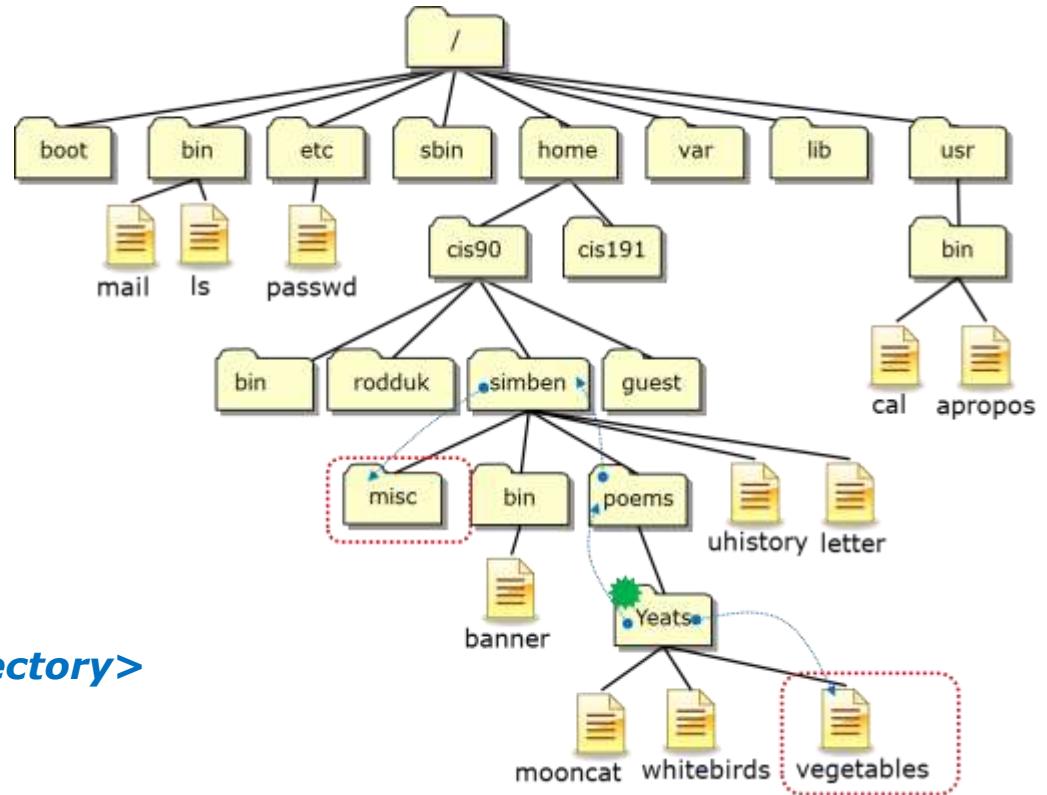 /
boot bin etc sbin home var lib usr
mail ls passwd cis90 cis191 bin
bin rodduk simben guest cal apropos
misc bin poems uhistory letter
banner Yeats
ectory>
mooncat whitebirds vegetables